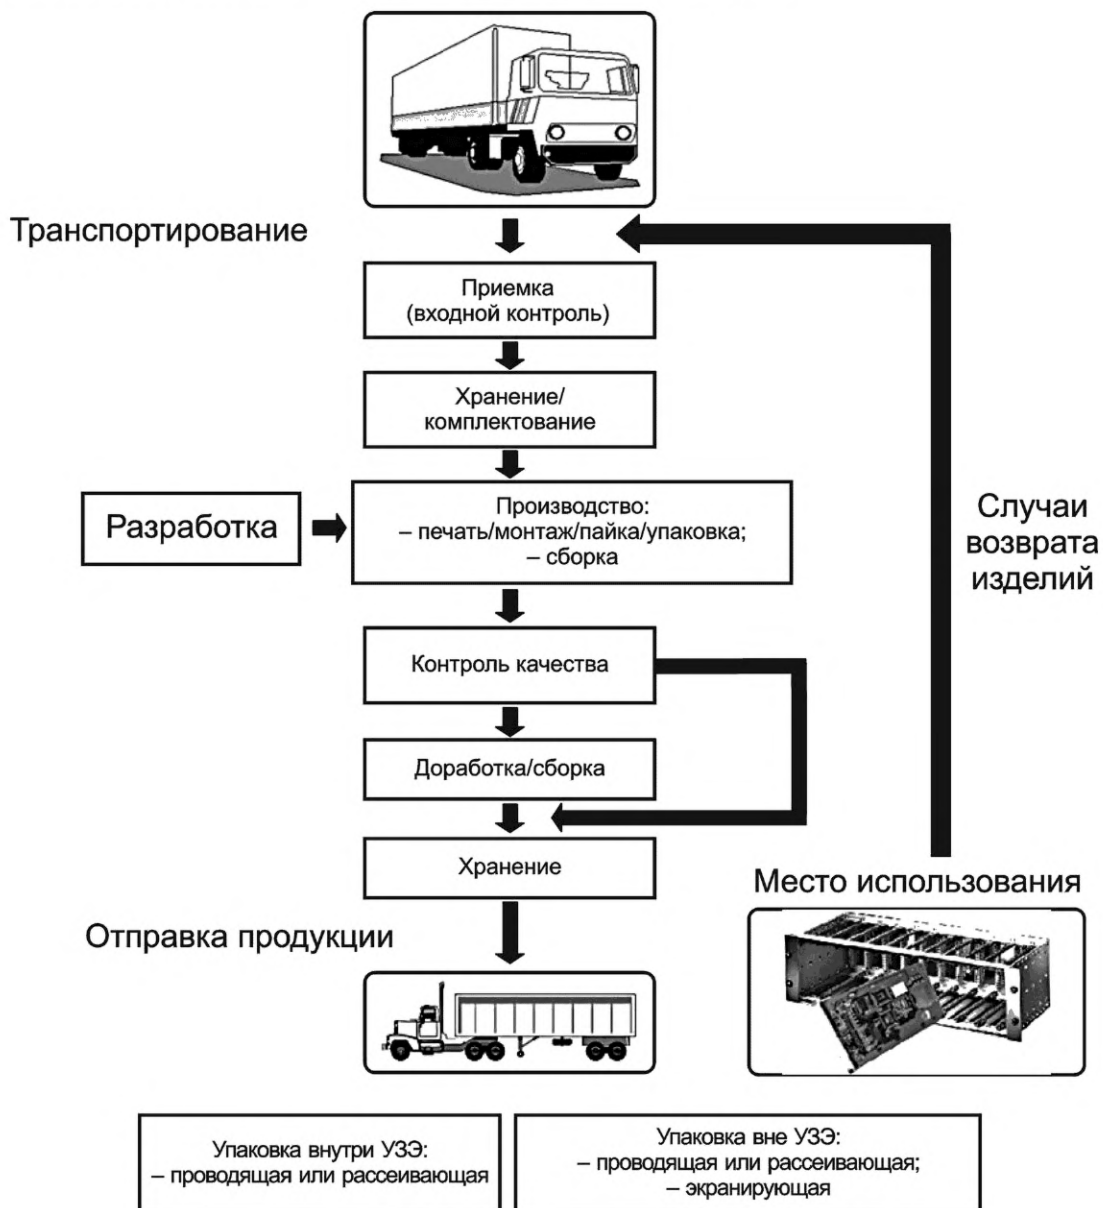 Транспортирование
Приемка
(входной контроль)
Хранение/
комплектование
Разработка
Производство:
– печать/монтаж/пайка/упаковка;
– сборка
Случаи
возврата
изделий
Контроль качества
Доработка/сборка
Хранение
Место использования
Отправка продукции
Упаковка внутри УЗЭ:
– проводящая или рассеивающая
Упаковка вне УЗЭ:
– проводящая или рассеивающая;
– экранирующая